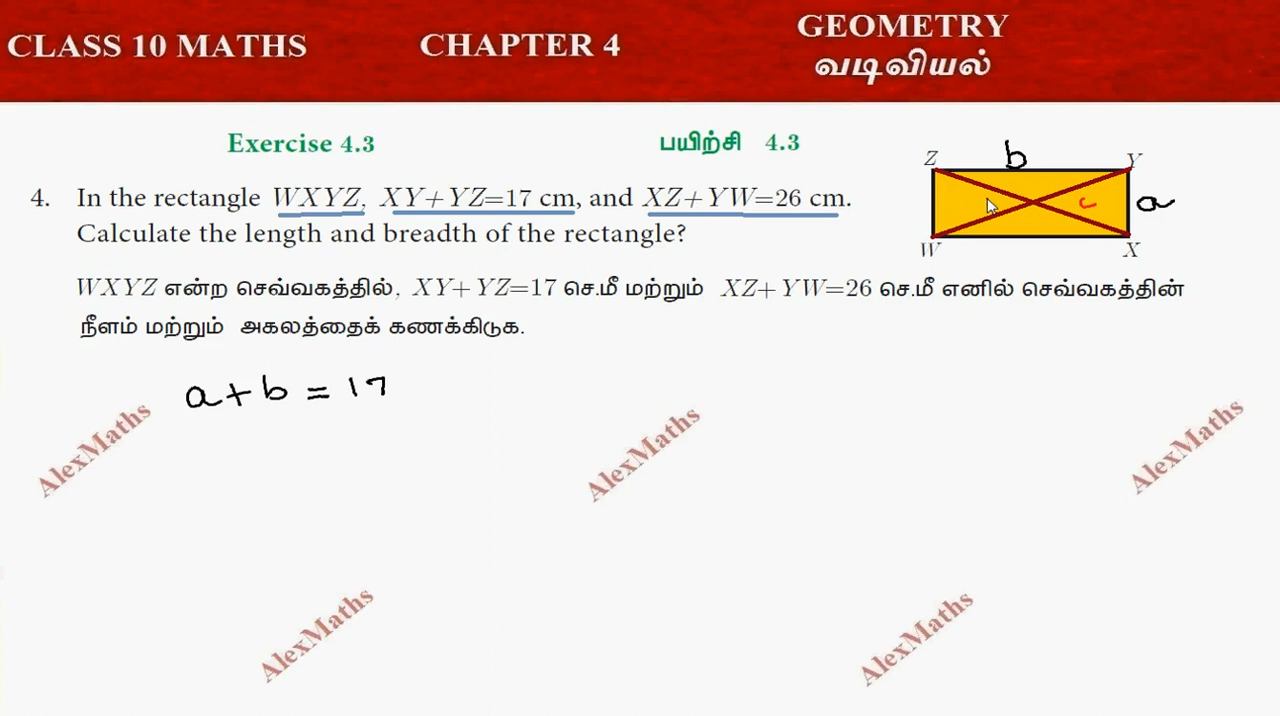 CLASS 10 MATHS
CHAPTER 4
GEOMETRY
வடிவியல்
Exercise 4.3
பயிற்சி 4.3
4. In the rectangle WXYZ, XY+YZ=17 cm, and XZ+YW=26 cm.
Calculate the length and breadth of the rectangle?
Z b Y
c a
W X
WXYZ என்ற செவ்வகத்தில், XY+YZ=17 செ.மீ மற்றும் XZ+YW=26 செ.மீ எனில் செவ்வகத்தின்
நீளம் மற்றும் அகலத்தைக் கணக்கிடுக.
a+b = 17
AlexMaths
AlexMaths
AlexMaths
AlexMaths
AlexMaths